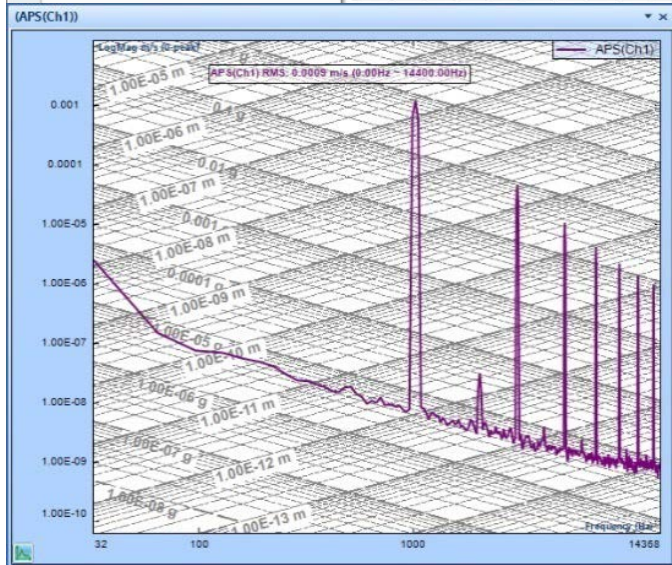 (APS(Ch1))
LogMag m/s (0 peak)
APS(Ch1)
APS(Ch1) RMS: 0.0009 m/s (0.00Hz ~ 14400.00Hz)
1.00E-05 m
0.1 g
0.001
1.00E-06 m
0.01 g
0.0001
1.00E-07 m
0.001 g
1.00E-05
1.00E-08 m
0.0001 g
1.00E-06
1.00E-09 m
1.00E-05 g
1.00E-07
1.00E-10 m
1.00E-06 g
1.00E-08
1.00E-11 m
1.00E-07 g
1.00E-09
1.00E-12 m
1.00E-08 g
1.00E-10
1.00E-13 m
Frequency (Hz)
32
100
1000
14368